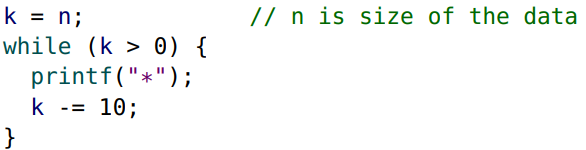 k = n;            // n is size of the data
while (k > 0) {
  printf("*");
  k -= 10;
}